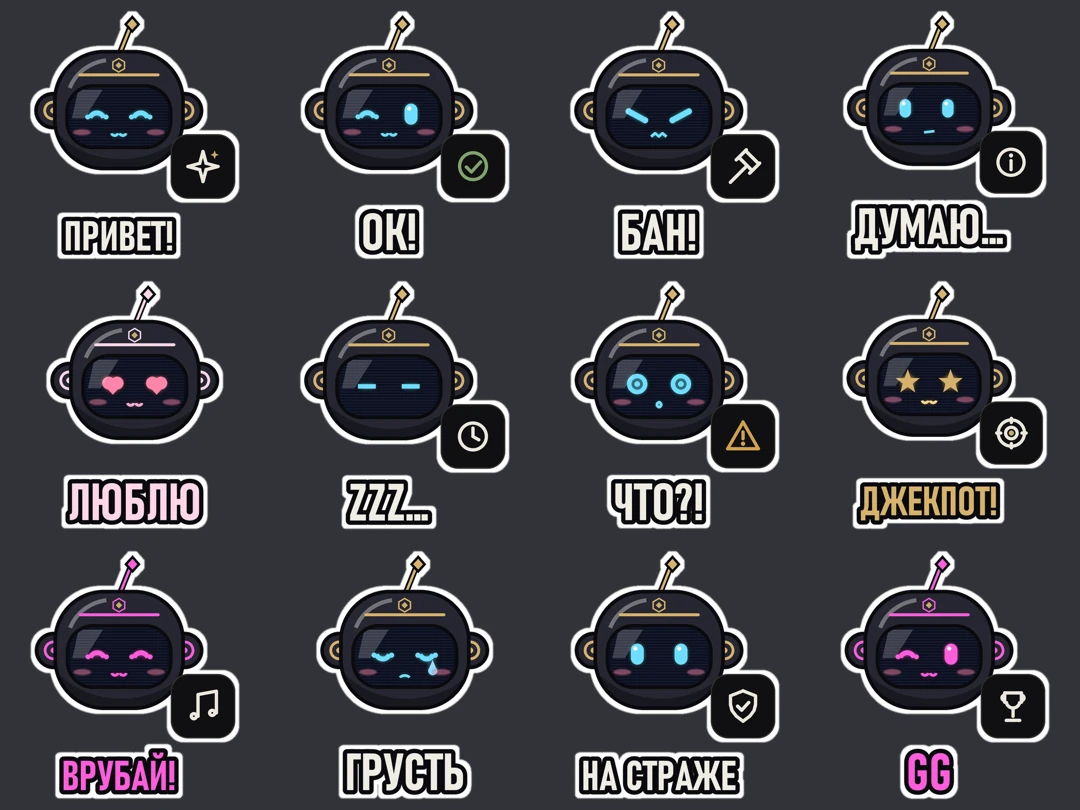 ПРИВЕТ!
ОК!
БАН!
ДУМАЮ...
ЛЮБЛЮ
ZZZ...
ЧТО?!
ДЖЕКПОТ!
ВРУБАЙ!
ГРУСТЬ
НА СТРАЖЕ
GG